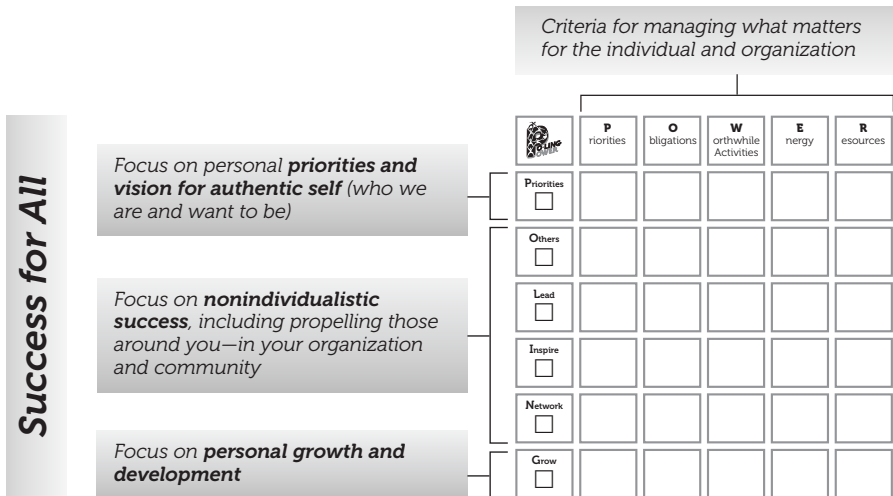 Criteria for managing what matters
for the individual and organization
Success for All
P
riorities
O
bligations
W
orthwhile
Activities
E
nergy
R
esources
Focus on personal priorities and
vision for authentic self (who we
are and want to be)
Priorities
Others
Focus on nonindividualistic
success, including propelling those
around you—in your organization
and community
Lead
Inspire
Network
Focus on personal growth and
development
Grow